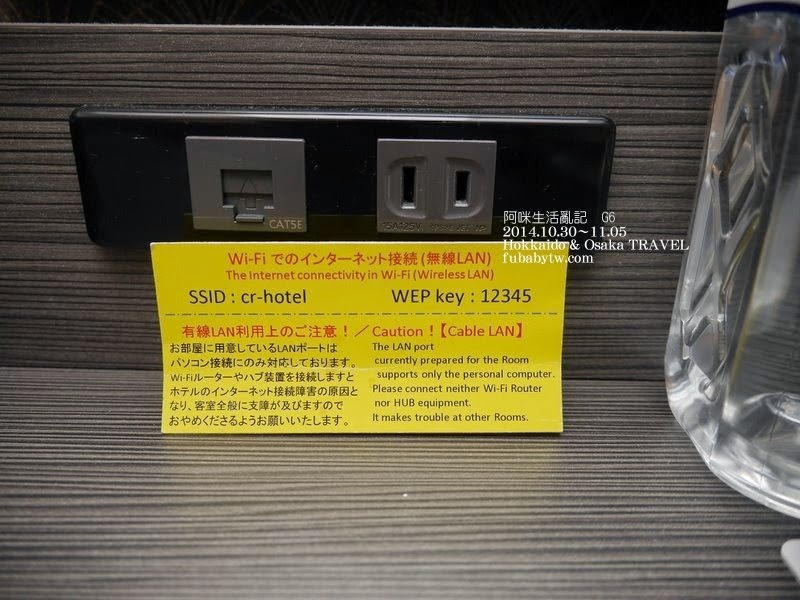 CAT5E
15A125V
阿咪生活亂記 G6
2014.10.30~11.05
Hokkaido & Osaka TRAVEL
fubabytw.com
Wi-Fi でのインターネット接続(無線LAN)
The internet connectivity in Wi-Fi (Wireless LAN)
SSID : cr-hotel WEP key : 12345
有線LAN利用上のご注意！／Caution！【Cable LAN】
お部屋に用意しているLANポートは
パソコン接続にのみ対応しております。
Wi-Fiルーターやハブ装置を接続しますと
ホテルのインターネット接続障害の原因と
なり、客室全般に支障が及びますので
おやめくださるようお願いいたします。
The LAN port
currently prepared for the Room
supports only the personal computer.
Please connect neither Wi-Fi Router
nor HUB equipment.
It makes trouble at other Rooms.